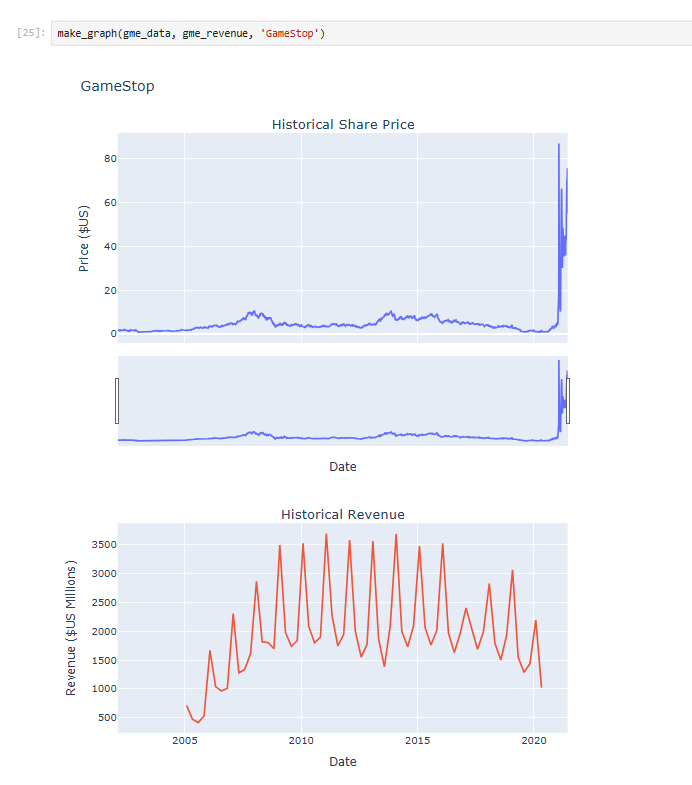 [25]: make_graph(gme_data, gme_revenue, 'GameStop')
GameStop
Historical Share Price
80
60
40
20
0
Price ($US)
Date
Historical Revenue
3500
3000
2500
2000
1500
1000
500
Revenue ($US Millions)
2005 2010 2015 2020
Date